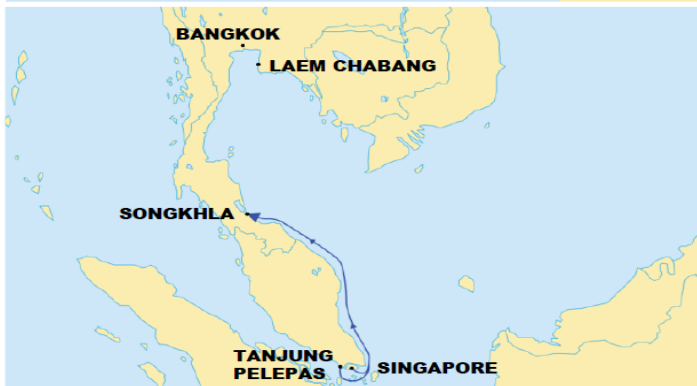 BANGKOK
LAEM CHABANG
SONGKHLA
TANJUNG
PELEPAS
SINGAPORE